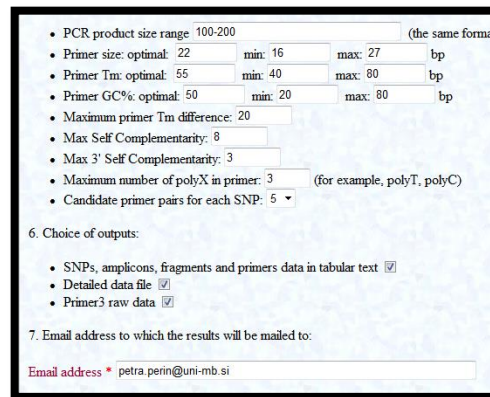 PCR product size range 100-200 (the same forma
Primer size: optimal: 22 min: 16 max: 27 bp
Primer Tm: optimal: 55 min: 40 max: 80 bp
Primer GC%: optimal: 50 min: 20 max: 80 bp
Maximum primer Tm difference: 20
Max Self Complementarity: 8
Max 3' Self Complementarity: 3
Maximum number of polyX in primer: 3 (for example, polyT, polyC)
Candidate primer pairs for each SNP: 5
6. Choice of outputs:
SNPs, amplicons, fragments and primers data in tabular text
Detailed data file
Primer3 raw data
7. Email address to which the results will be mailed to:
Email address * petra.perin@uni-mb.si